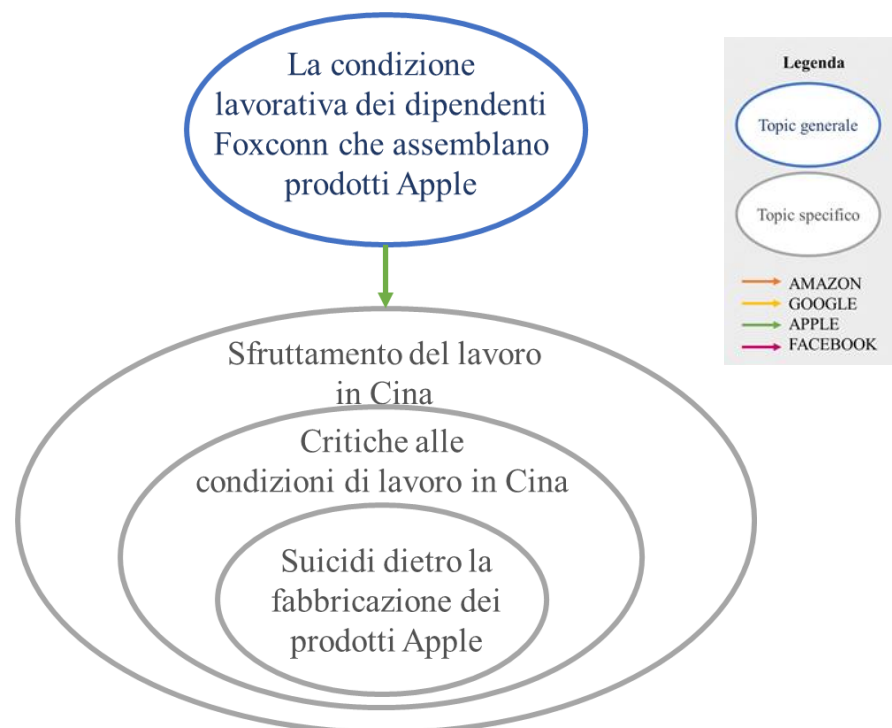 La condizione
lavorativa dei dipendenti
Foxconn che assemblano
prodotti Apple
Sfruttamento del lavoro
in Cina
Critiche alle
condizioni di lavoro in Cina
Suicidi dietro la
fabbricazione dei
prodotti Apple
Legenda
Topic generale
Topic specifico
AMAZON
GOOGLE
APPLE
FACEBOOK